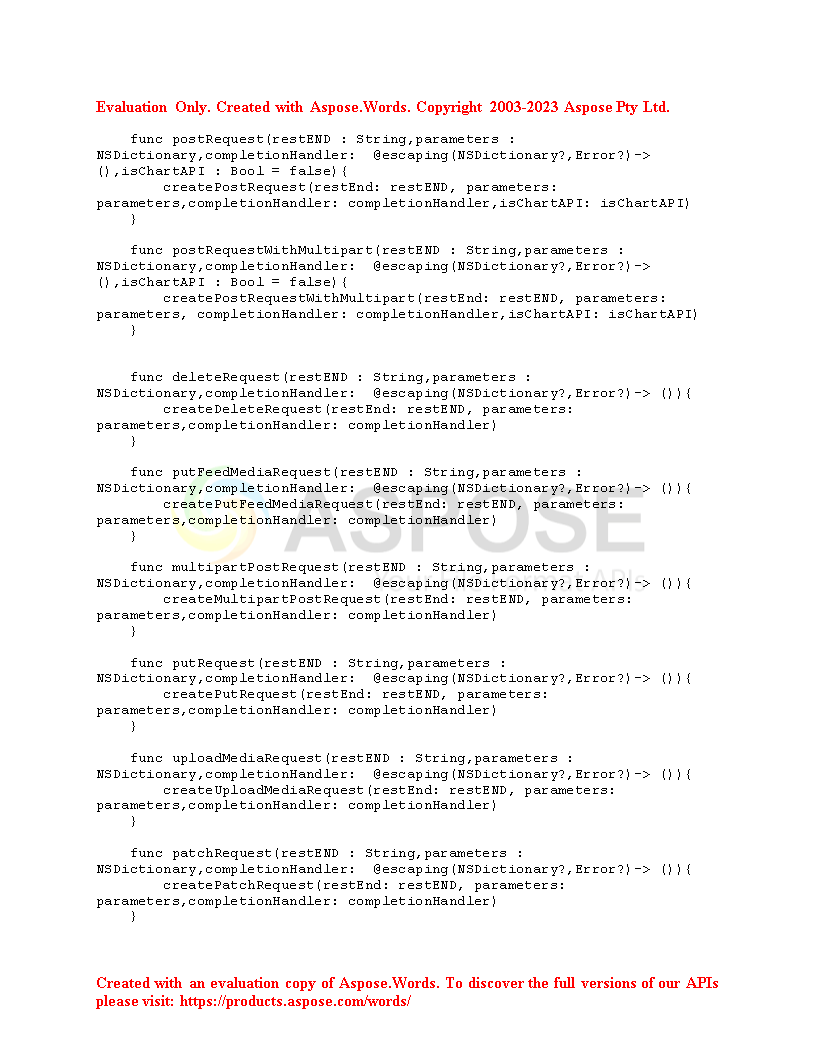 Evaluation Only. Created with Aspose.Words. Copyright 2003-2023 Aspose Pty Ltd.
    func postRequest(restEND : String,parameters :
NSDictionary,completionHandler:  @escaping(NSDictionary?,Error?)->
(),isChartAPI : Bool = false){
        createPostRequest(restEnd: restEND, parameters:
parameters,completionHandler: completionHandler,isChartAPI: isChartAPI)
    }
    func postRequestWithMultipart(restEND : String,parameters :
NSDictionary,completionHandler:  @escaping(NSDictionary?,Error?)->
(),isChartAPI : Bool = false){
        createPostRequestWithMultipart(restEnd: restEND, parameters:
parameters, completionHandler: completionHandler,isChartAPI: isChartAPI)
    }
    func deleteRequest(restEND : String,parameters :
NSDictionary,completionHandler:  @escaping(NSDictionary?,Error?)-> ()){
        createDeleteRequest(restEnd: restEND, parameters:
parameters,completionHandler: completionHandler)
    }
    func putFeedMediaRequest(restEND : String,parameters :
NSDictionary,completionHandler:  @escaping(NSDictionary?,Error?)-> ()){
        createPutFeedMediaRequest(restEnd: restEND, parameters:
parameters,completionHandler: completionHandler)
    }
ASPOSE
    func multipartPostRequest(restEND : String,parameters :
NSDictionary,completionHandler:  @escaping(NSDictionary?,Error?)-> ()){
        createMultipartPostRequest(restEnd: restEND, parameters:
parameters,completionHandler: completionHandler)
    }
APIs
    func putRequest(restEND : String,parameters :
NSDictionary,completionHandler:  @escaping(NSDictionary?,Error?)-> ()){
        createPutRequest(restEnd: restEND, parameters:
parameters,completionHandler: completionHandler)
    }
    func uploadMediaRequest(restEND : String,parameters :
NSDictionary,completionHandler:  @escaping(NSDictionary?,Error?)-> ()){
        createUploadMediaRequest(restEnd: restEND, parameters:
parameters,completionHandler: completionHandler)
    }
    func patchRequest(restEND : String,parameters :
NSDictionary,completionHandler:  @escaping(NSDictionary?,Error?)-> ()){
        createPatchRequest(restEnd: restEND, parameters:
parameters,completionHandler: completionHandler)
    }
Created with an evaluation copy of Aspose.Words. To discover the full versions of our APIs
please visit: https://products.aspose.com/words/